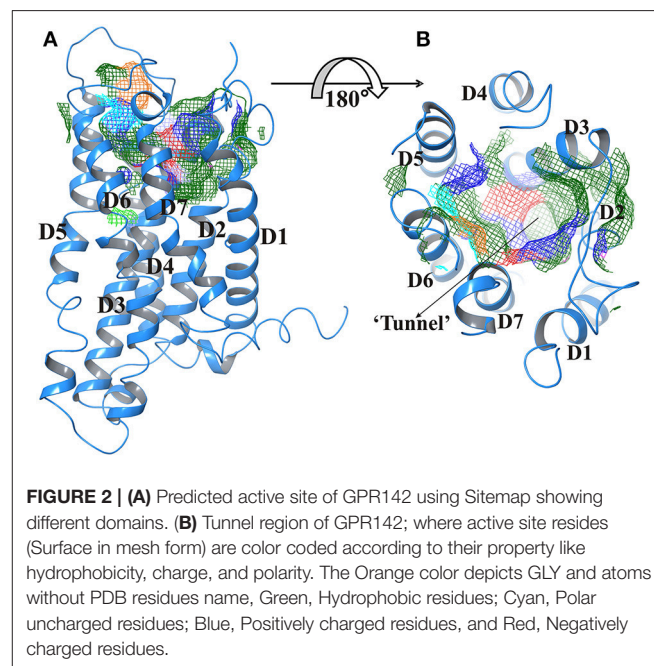 A
B
180°
D4
D3
D5
D2
D6
D7
D1
'Tunnel'
D6
D7
D5
D2
D1
D4
D3
FIGURE 2 | (A) Predicted active site of GPR142 using Sitemap showing
different domains. (B) Tunnel region of GPR142; where active site resides
(Surface in mesh form) are color coded according to their property like
hydrophobicity, charge, and polarity. The Orange color depicts GLY and atoms
without PDB residues name, Green, Hydrophobic residues; Cyan, Polar
uncharged residues; Blue, Positively charged residues, and Red, Negatively
charged residues.